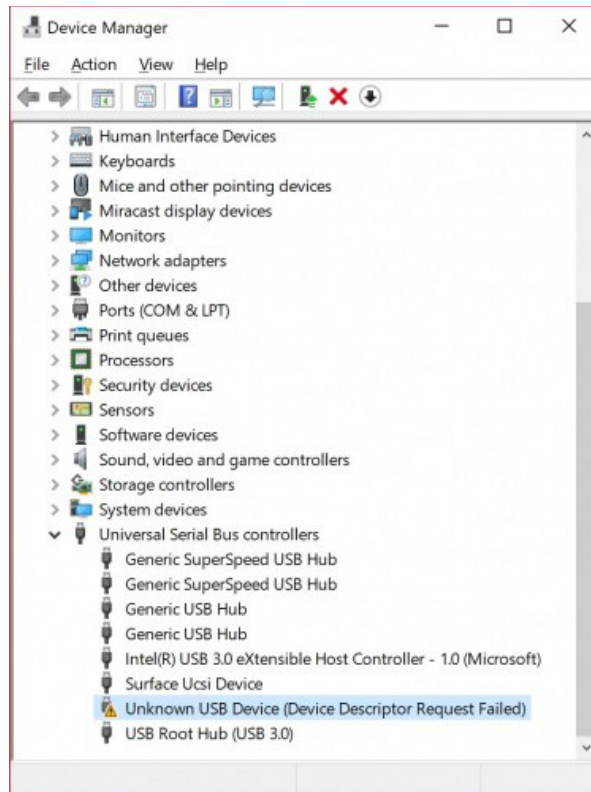 Device Manager
File Action View Help
Human Interface Devices
Keyboards
Mice and other pointing devices
Miracast display devices
Monitors
Network adapters
Other devices
Ports (COM & LPT)
Print queues
Processors
Security devices
Sensors
Software devices
Sound, video and game controllers
Storage controllers
System devices
Universal Serial Bus controllers
Generic SuperSpeed USB Hub
Generic SuperSpeed USB Hub
Generic USB Hub
Generic USB Hub
Intel(R) USB 3.0 eXtensible Host Controller - 1.0 (Microsoft)
Surface Ucsi Device
Unknown USB Device (Device Descriptor Request Failed)
USB Root Hub (USB 3.0)